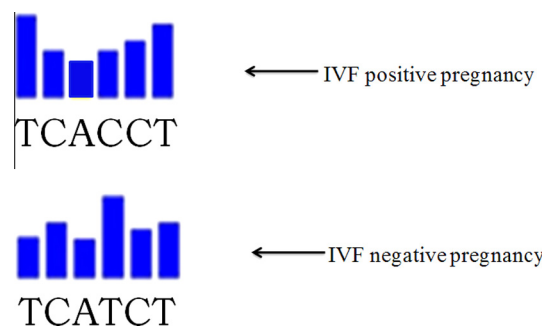 IVF positive pregnancy
TCACCT
IVF negative pregnancy
TCATCT